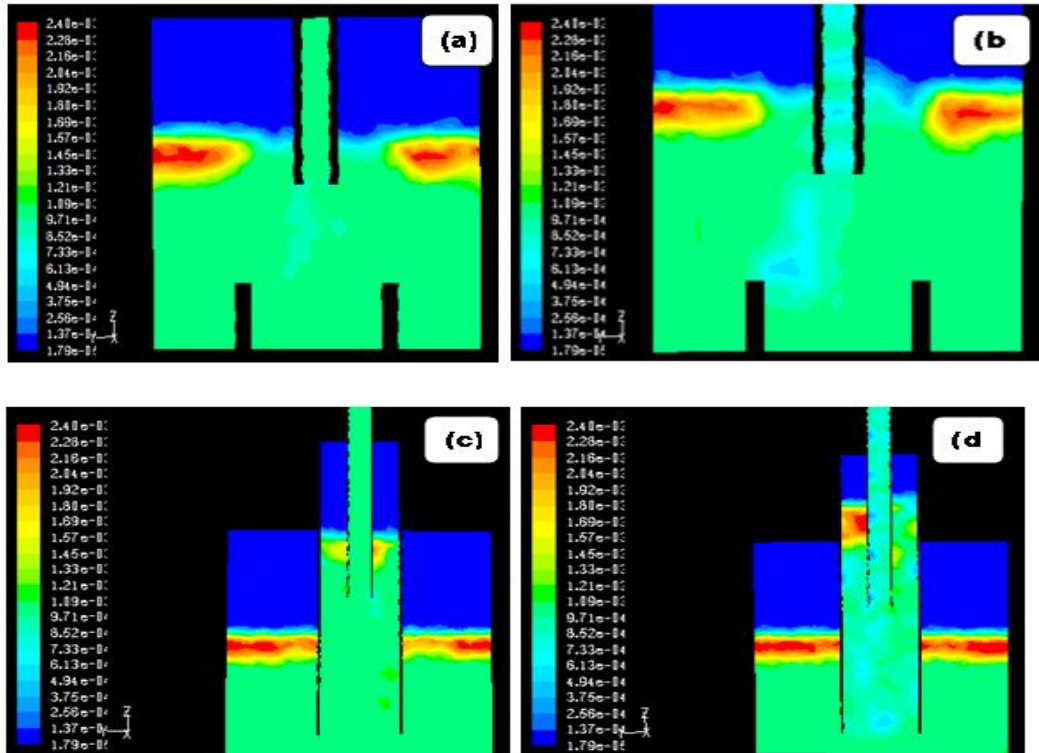 (a)
2.40e-03
2.28e-03
2.16e-03
2.04e-03
1.92e-03
1.80e-03
1.69e-03
1.57e-03
1.45e-03
1.33e-03
1.21e-03
1.09e-03
9.71e-04
8.52e-04
7.33e-04
6.13e-04
4.94e-04
3.75e-04
2.56e-04
1.37e-04
1.79e-05
Z
Y X
(b)
2.40e-03
2.28e-03
2.16e-03
2.04e-03
1.92e-03
1.80e-03
1.69e-03
1.57e-03
1.45e-03
1.33e-03
1.21e-03
1.09e-03
9.71e-04
8.52e-04
7.33e-04
6.13e-04
4.94e-04
3.75e-04
2.56e-04
1.37e-04
1.79e-05
Z
Y X
(c)
2.40e-03
2.28e-03
2.16e-03
2.04e-03
1.92e-03
1.80e-03
1.69e-03
1.57e-03
1.45e-03
1.33e-03
1.21e-03
1.09e-03
9.71e-04
8.52e-04
7.33e-04
6.13e-04
4.94e-04
3.75e-04
2.56e-04
1.37e-04
1.79e-05
Z
Y X
(d
2.40e-03
2.28e-03
2.16e-03
2.04e-03
1.92e-03
1.80e-03
1.69e-03
1.57e-03
1.45e-03
1.33e-03
1.21e-03
1.09e-03
9.71e-04
8.52e-04
7.33e-04
6.13e-04
4.94e-04
3.75e-04
2.56e-04
1.37e-04
1.79e-05
Z
Y X